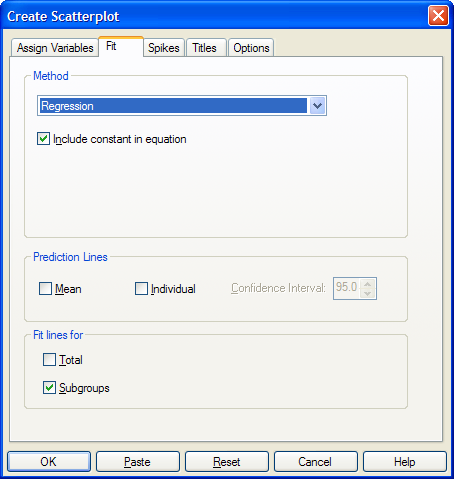 Create Scatterplot
Assign Variables Fit Spikes Titles Options
Method
Regression
Include constant in equation
Prediction Lines
Mean Individual Confidence Interval: 95.0
Fit lines for
Total
Subgroups
OK Paste Reset Cancel Help